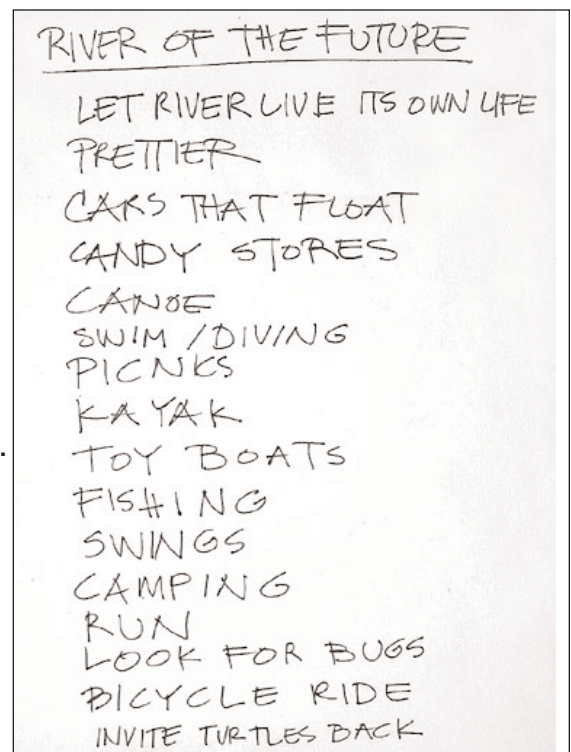 RIVER OF THE FUTURE
LET RIVER LIVE ITS OWN LIFE
PRETTIER
CARS THAT FLOAT
CANDY STORES
CANOE
SWIM / DIVING
PICNKS
KAYAK
TOY BOATS
FISHING
SWINGS
CAMPING
RUN
LOOK FOR BUGS
BICYCLE RIDE
INVITE TURTLES BACK